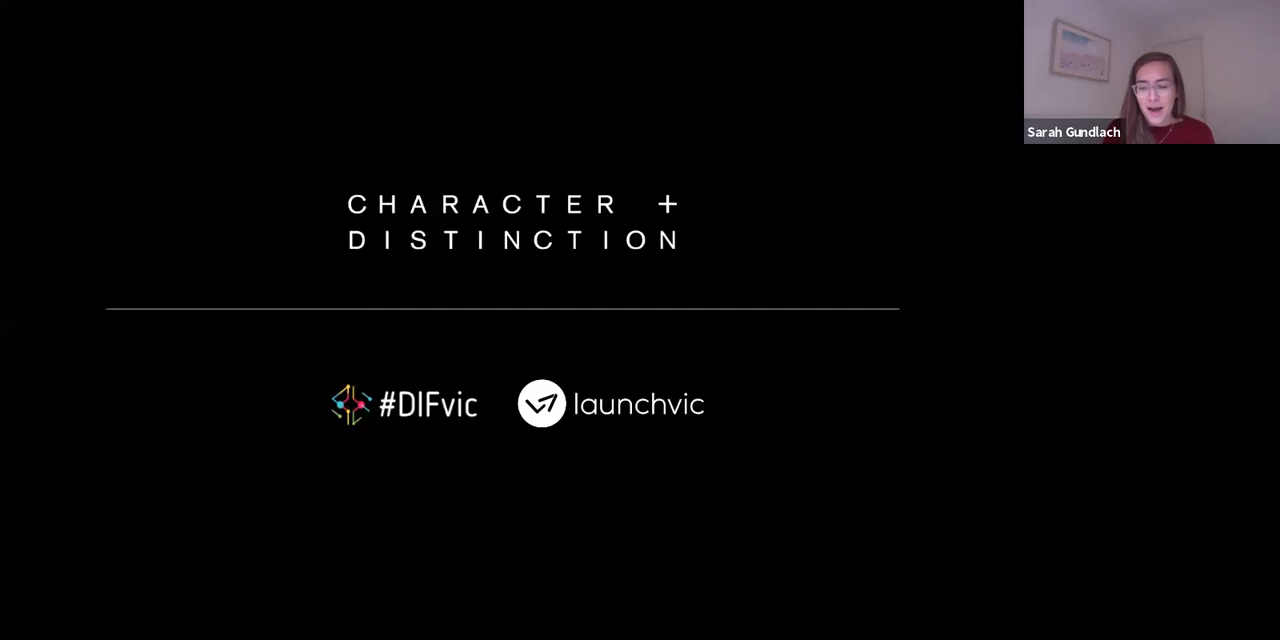 CHARACTER +
DISTINCTION
#DIFvic
launchvic
Sarah Gundlach